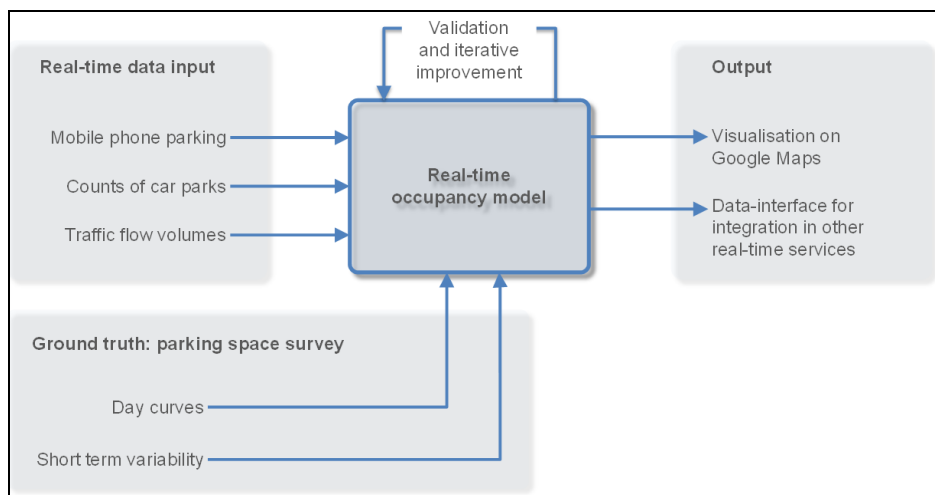 Validation
and iterative
improvement
Real-time data input
Mobile phone parking
Counts of car parks
Traffic flow volumes
Real-time
occupancy model
Output
Visualisation on
Google Maps
Data-interface for
integration in other
real-time services
Ground truth: parking space survey
Day curves
Short term variability